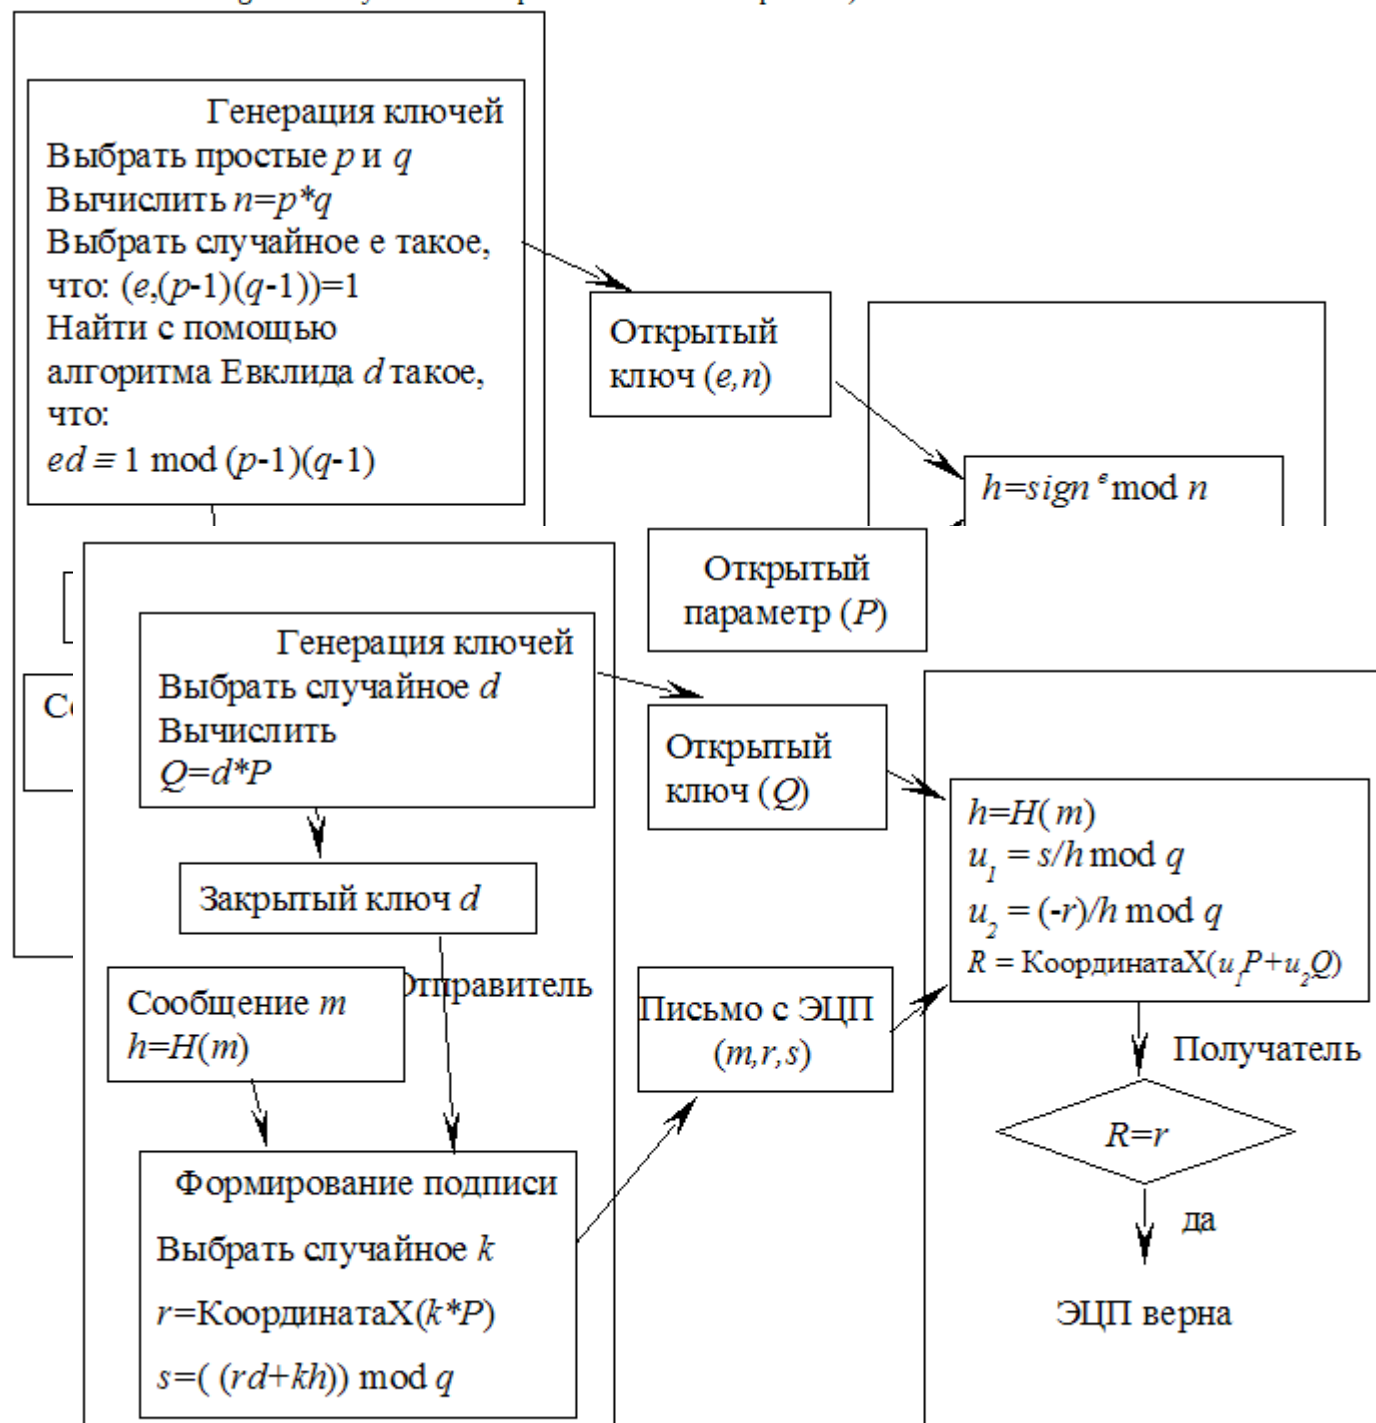 Генерация ключей
Выбрать простые p и q
Вычислить n=p*q
Выбрать случайное е такое,
что: (e,(p-1)(q-1))=1
Найти с помощью
алгоритма Евклида d такое,
что:
ed ≡ 1 mod (p-1)(q-1)
Открытый
ключ (e,n)
h=sign^e mod n
Открытый
параметр (P)
Генерация ключей
Выбрать случайное d
Вычислить
Q=d*P
Открытый
ключ (Q)
Закрытый ключ d
Отправитель
Сообщение m
h=H(m)
Формирование подписи
Выбрать случайное k
r=КоординатаX(k*P)
s=( (rd+kh)) mod q
Письмо с ЭЦП
(m,r,s)
h=H(m)
u₁ = s/h mod q
u₂ = (-r)/h mod q
R = КоординатаX(u₁P+u₂Q)
Получатель
R=r
да
ЭЦП верна